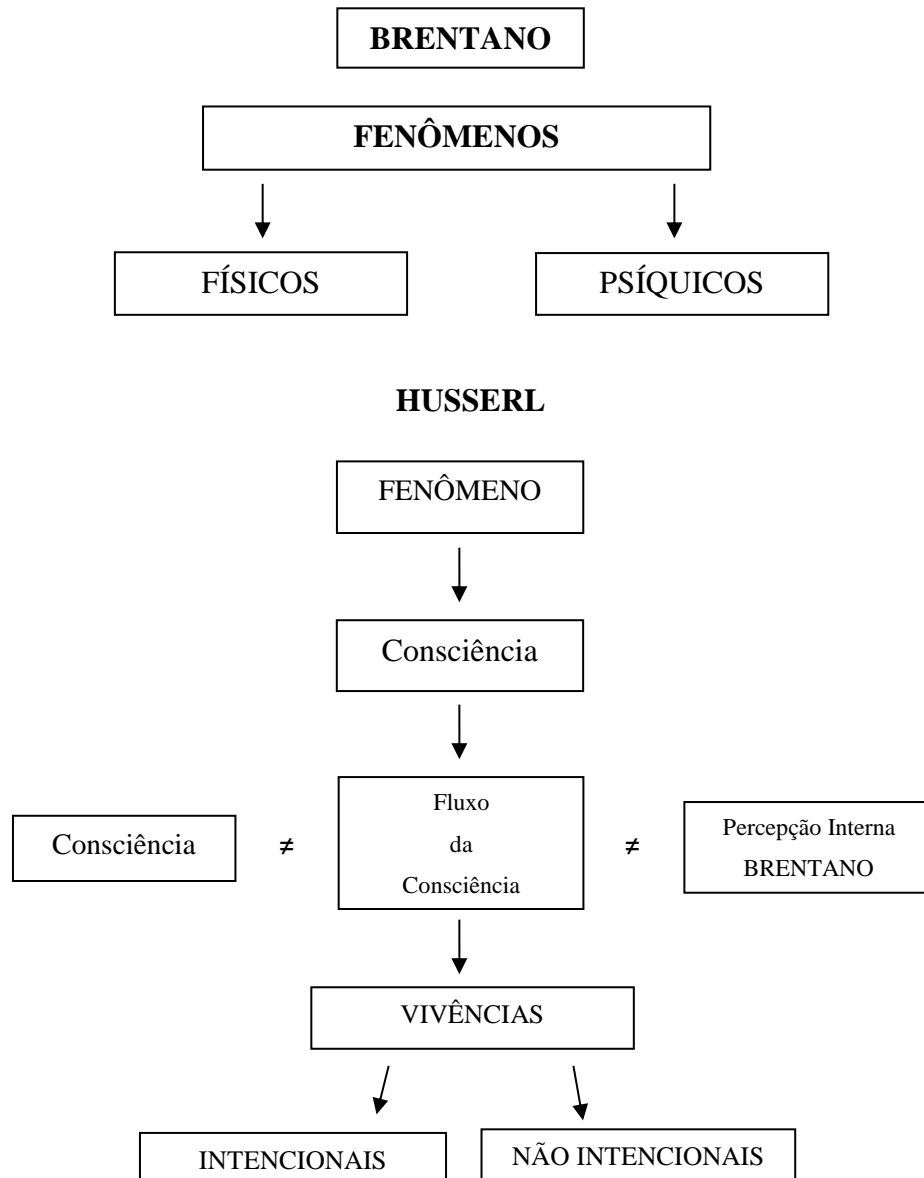 BRENTANO
FENÔMENOS
FÍSICOS
PSÍQUICOS
HUSSERL
FENÔMENO
Consciência
Consciência
≠
Fluxo
da
Consciência
≠
Percepção Interna
BRENTANO
VIVÊNCIAS
INTENCIONAIS
NÃO INTENCIONAIS